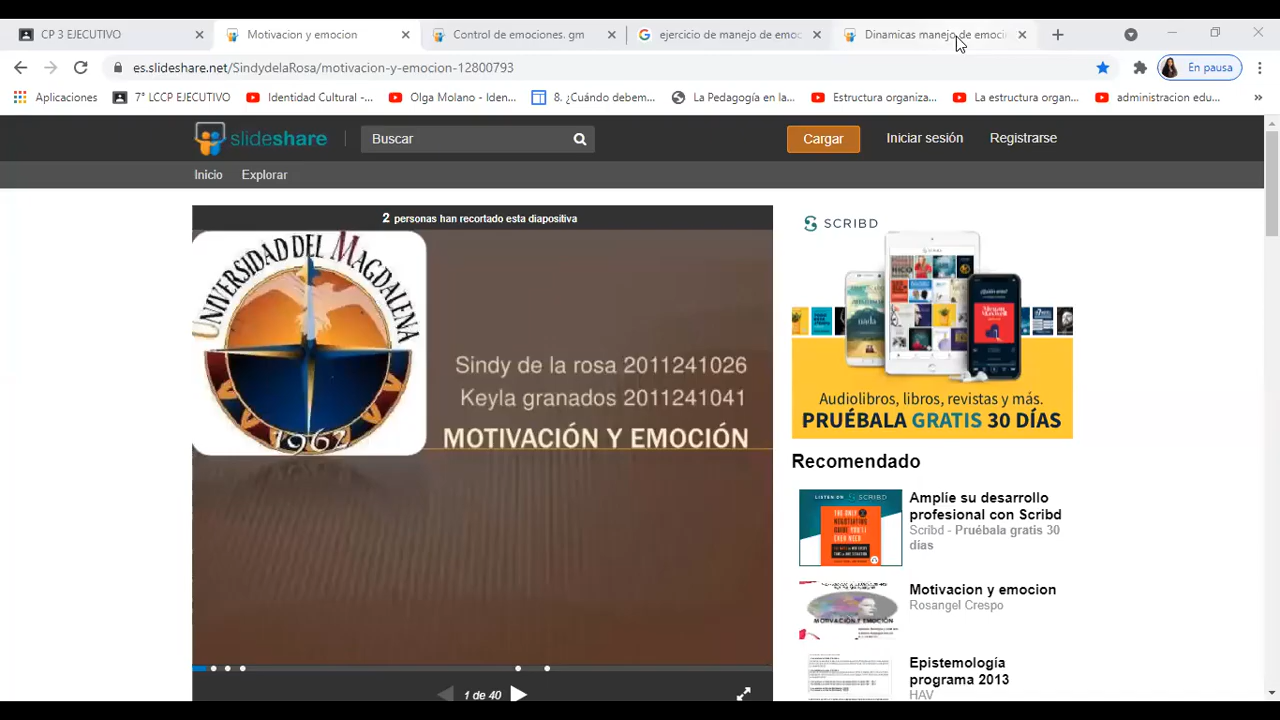 CP 3 EJECUTIVO
Motivacion y emocion
Control de emociones. gm
ejercicio de manejo de emoc
Dinamicas manejo de emoci
es.slideshare.net/SindydelaRosa/motivacion-y-emocion-12800793
En pausa
Aplicaciones
7° LCCP EJECUTIVO
Identidad Cultural -...
Olga Molano - Iden...
8. ¿Cuándo debem...
La Pedagogía en la...
Estructura organiza...
La estructura organ...
administracion edu...
slideshare
Buscar
Cargar
Iniciar sesión
Registrarse
Inicio
Explorar
2 personas han recortado esta diapositiva
UNIVERSIDAD DEL MAGDALENA
1962
Sindy de la rosa 2011241026
Keyla granados 2011241041
MOTIVACIÓN Y EMOCIÓN
1 de 40
SCRIBD
Audiolibros, libros, revistas y más.
PRUÉBALA GRATIS 30 DÍAS
Recomendado
LISTEN ON SCRIBD
Amplíe su desarrollo
profesional con Scribd
Scribd - Pruébala gratis 30
días
Motivacion y emocion
Rosangel Crespo
Epistemología
programa 2013
HAV